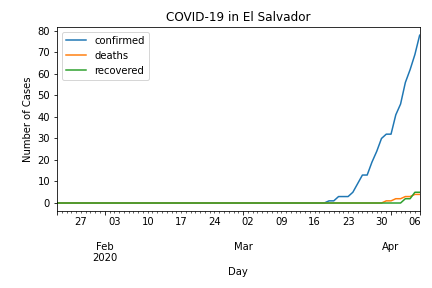 COVID-19 in El Salvador
confirmed
deaths
recovered
80
70
60
50
40
30
20
10
0
Number of Cases
27 03 10 17 24 02 09 16 23 30 06
Feb Mar Apr
2020
Day